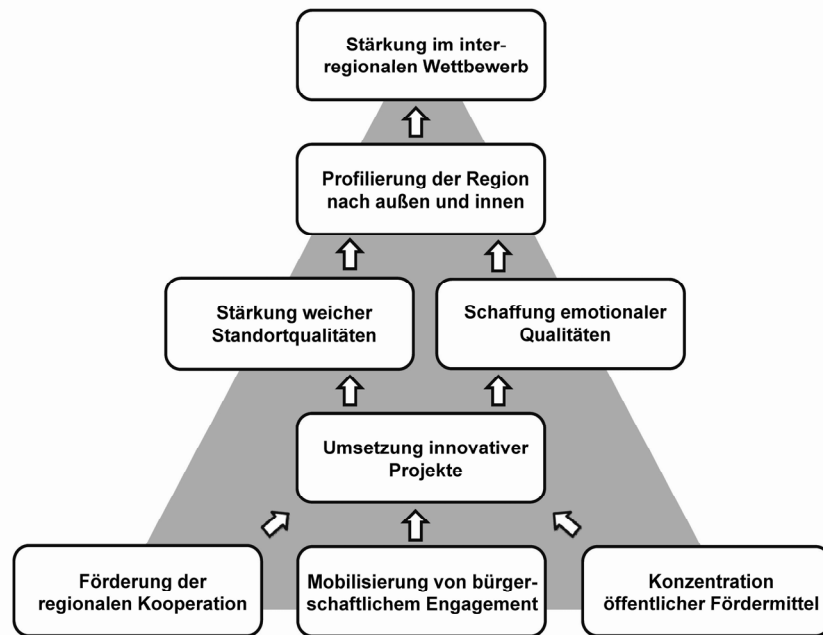 Stärkung im inter-
regionalen Wettbewerb
Profilierung der Region
nach außen und innen
Stärkung weicher
Standortqualitäten
Schaffung emotionaler
Qualitäten
Umsetzung innovativer
Projekte
Förderung der
regionalen Kooperation
Mobilisierung von bürger-
schaftlichem Engagement
Konzentration
öffentlicher Fördermittel